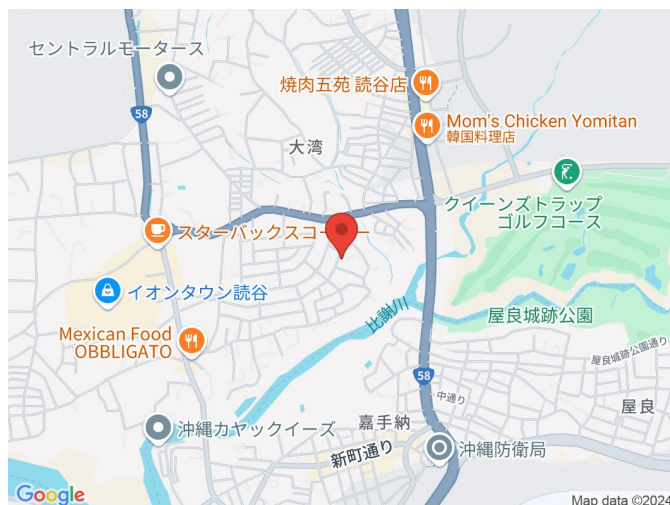 セントラルモータース
58
焼肉五苑 読谷店
Mom's Chicken Yomitan
韓国料理店
大湾
クイーンズトラップ
ゴルフコース
スターバックスコーヒー
イオンタウン読谷
比謝川
屋良城跡公園
Mexican Food
OBBLIGATO
屋良城跡公園通り
58
中通り
屋良
嘉手納
沖縄カヤックイーズ
新町通り
沖縄防衛局
Google
Map data ©2024